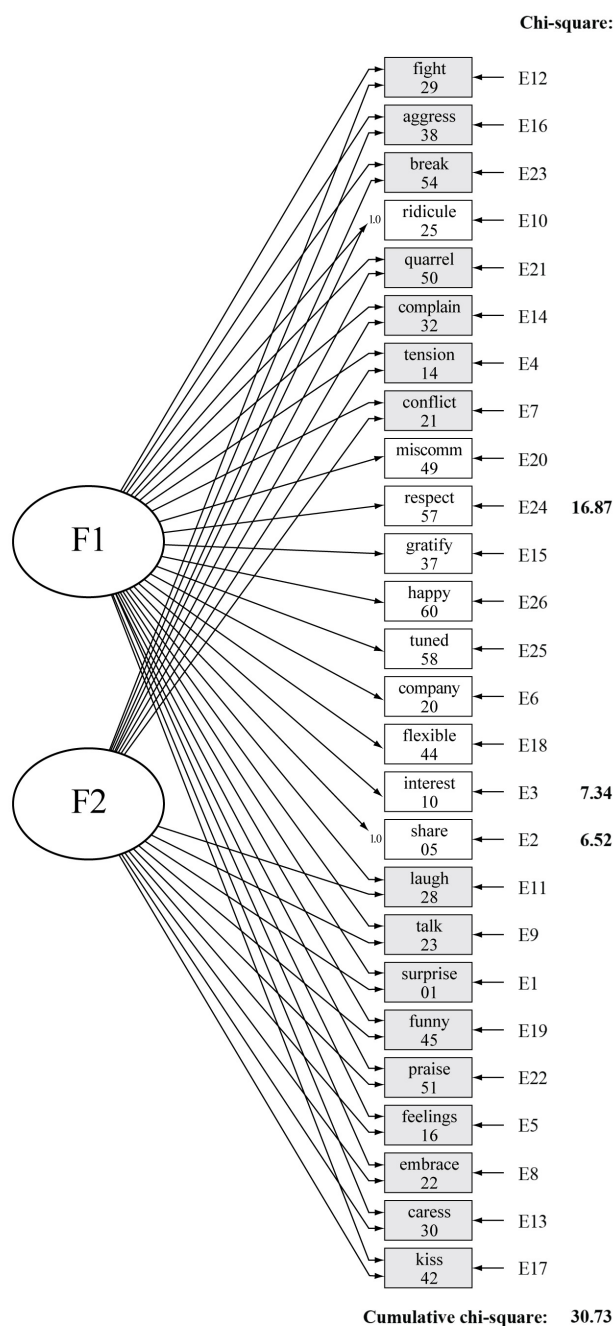 Chi-square:
fight
29
E12
aggress
38
E16
break
54
E23
1.0
ridicule
25
E10
quarrel
50
E21
complain
32
E14
tension
14
E4
conflict
21
E7
miscomm
49
E20
respect
57
E24 16.87
F1
gratify
37
E15
happy
60
E26
tuned
58
E25
company
20
E6
flexible
44
E18
F2
interest
10
E3 7.34
1.0
share
05
E2 6.52
laugh
28
E11
talk
23
E9
surprise
01
E1
funny
45
E19
praise
51
E22
feelings
16
E5
embrace
22
E8
caress
30
E13
kiss
42
E17
Cumulative chi-square: 30.73